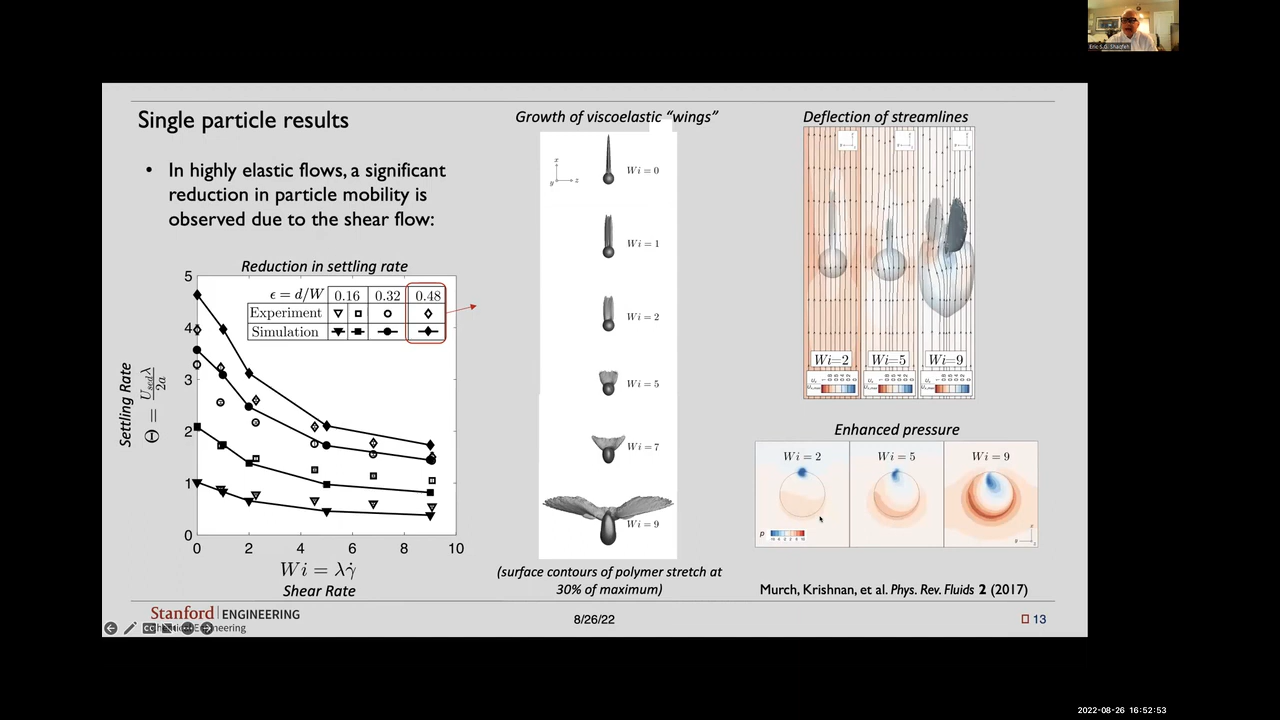 Eric S.G. Shaqfeh
Single particle results
• In highly elastic flows, a significant
reduction in particle mobility is
observed due to the shear flow:
Reduction in settling rate
ϵ = d/W 0.16 0.32 0.48
Experiment
Simulation
5
4
3
2
1
0
0 2 4 6 8 10
Settling Rate
Θ = U_sed λ / 2a
Wi = λγ̇
Shear Rate
Growth of viscoelastic “wings”
x
y z
Wi = 0
Wi = 1
Wi = 2
Wi = 5
Wi = 7
Wi = 9
(surface contours of polymer stretch at
30% of maximum)
Deflection of streamlines
Wi=2 Wi=5 Wi=9
Enhanced pressure
Wi = 2 Wi = 5 Wi = 9
p
Murch, Krishnan, et al. Phys. Rev. Fluids 2 (2017)
Stanford | ENGINEERING
8/26/22
13
2022-08-26 16:52:53